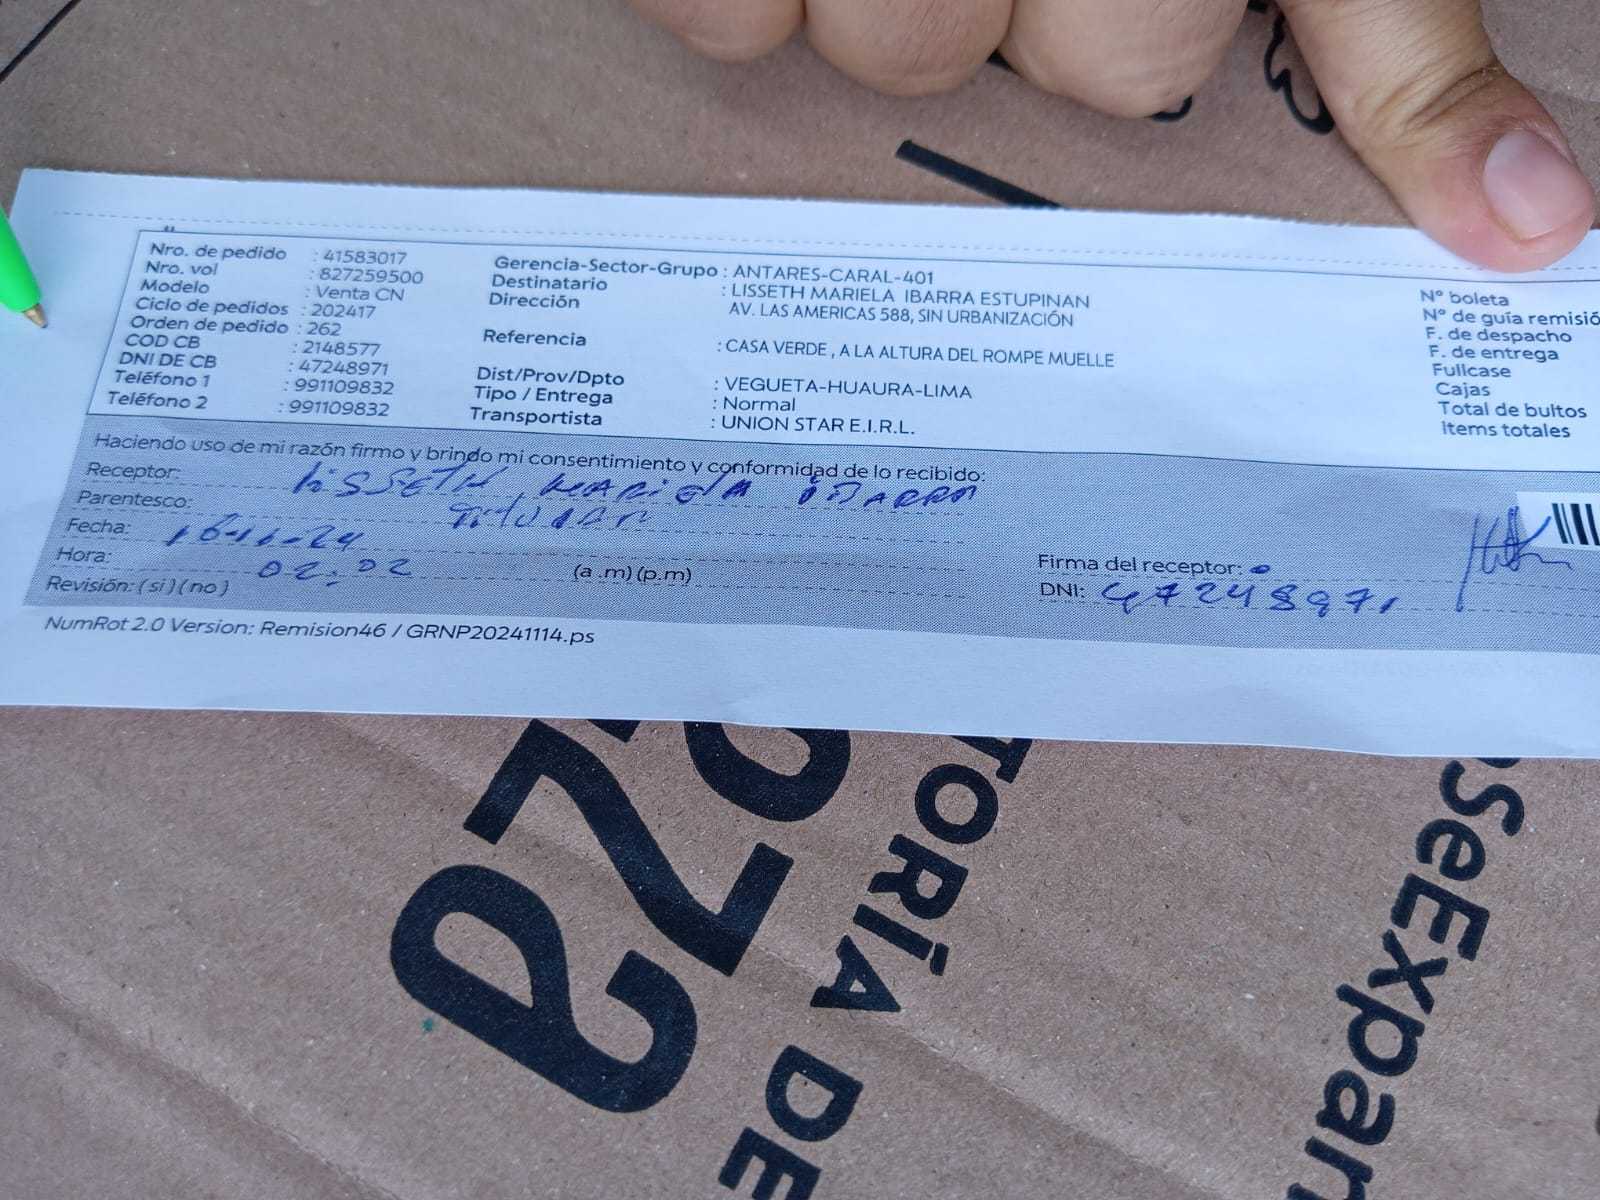 Nro. de pedido : 41583017
Nro. vol : 827259500
Modelo : Venta CN
Ciclo de pedidos : 202417
Orden de pedido : 262
COD CB : 2148577
DNI DE CB : 47248971
Teléfono 1 : 991109832
Teléfono 2 : 991109832
Gerencia-Sector-Grupo : ANTARES-CARAL-401
Destinatario : LISSETH MARIELA IBARRA ESTUPINAN
Dirección AV. LAS AMERICAS 588, SIN URBANIZACIÓN
Referencia : CASA VERDE , A LA ALTURA DEL ROMPE MUELLE
Dist/Prov/Dpto : VEGUETA-HUAURA-LIMA
Tipo / Entrega : Normal
Transportista : UNION STAR E.I.R.L.
N° boleta
N° de guía remisió
F. de despacho
F. de entrega
Fullcase
Cajas
Total de bultos
Items totales
Haciendo uso de mi razón firmo y brindo mi consentimiento y conformidad de lo recibido:
Receptor: LISSETH MARIELA IBARRA
Parentesco: TITULAR
Fecha: 16-11-24
Hora: 02:02 (a .m) (p.m)
Revisión: ( si ) ( no )
Firma del receptor:
DNI: 47248971
NumRot 2.0 Version: Remision46 / GRNP20241114.ps
TORIA DE
oSeExpan